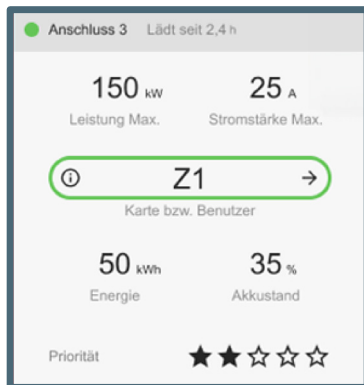 Anschluss 3 Lädt seit 2,4 h
150 kW 25 A
Leistung Max. Stromstärke Max.
Z1
Karte bzw. Benutzer
50 kWh 35 %
Energie Akkustand
Priorität